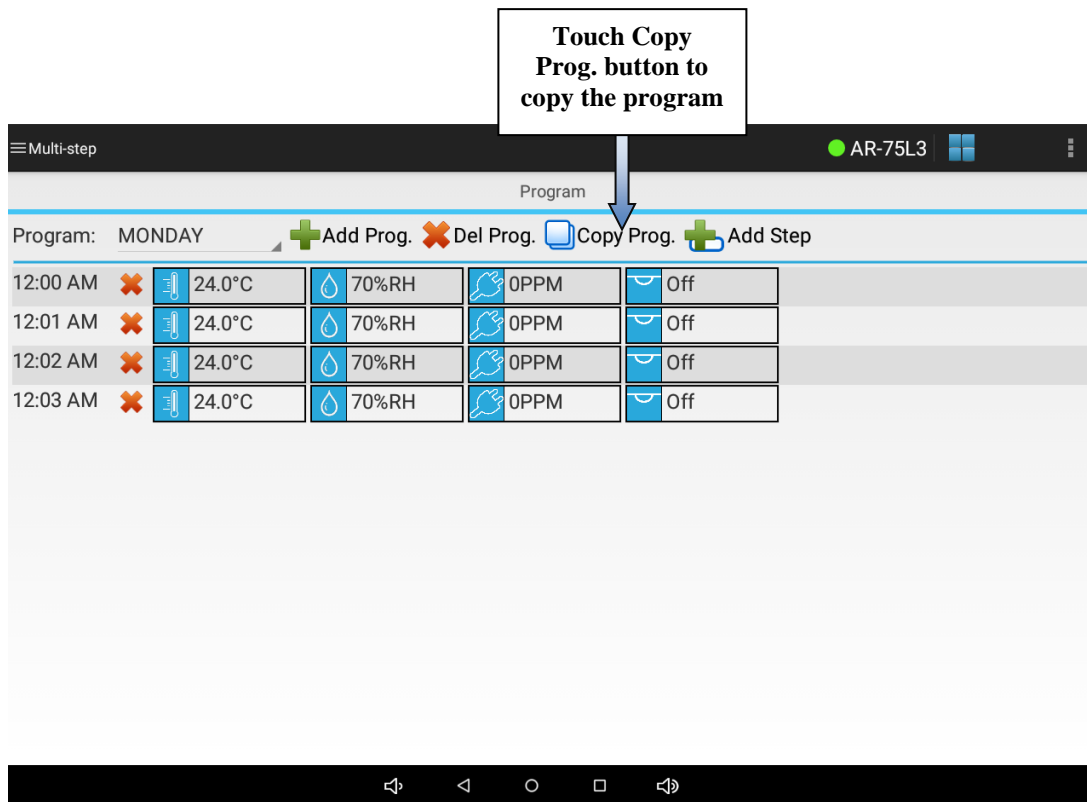 Touch Copy
Prog. button to
copy the program
Multi-step AR-75L3
Program
Program: MONDAY Add Prog. Del Prog. Copy Prog. Add Step
12:00 AM 24.0°C 70%RH 0PPM Off
12:01 AM 24.0°C 70%RH 0PPM Off
12:02 AM 24.0°C 70%RH 0PPM Off
12:03 AM 24.0°C 70%RH 0PPM Off